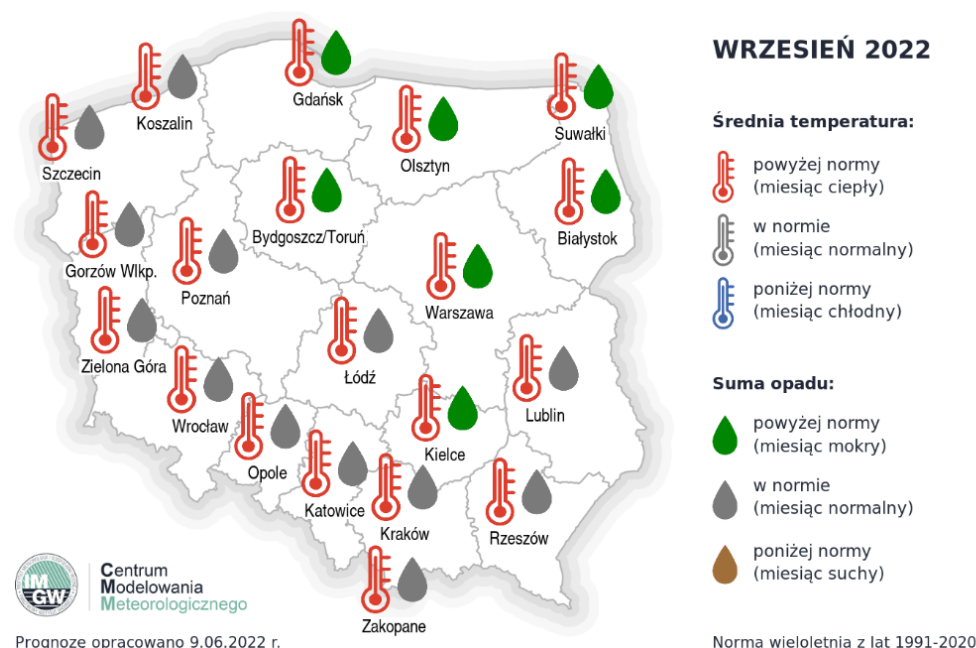 WRZESIEŃ 2022
Średnia temperatura:
powyżej normy
(miesiąc ciepły)
w normie
(miesiąc normalny)
poniżej normy
(miesiąc chłodny)
Suma opadu:
powyżej normy
(miesiąc mokry)
w normie
(miesiąc normalny)
poniżej normy
(miesiąc suchy)
Gdańsk
Koszalin
Suwałki
Olsztyn
Szczecin
Bydgoszcz/Toruń
Białystok
Gorzów Wlkp.
Poznań
Warszawa
Zielona Góra
Łódź
Lublin
Wrocław
Kielce
Opole
Katowice
Kraków
Rzeszów
Zakopane
IM
GW
Centrum
Modelowania
Meteorologicznego
Prognozę opracowano 9.06.2022 r.
Norma wieloletnia z lat 1991-2020